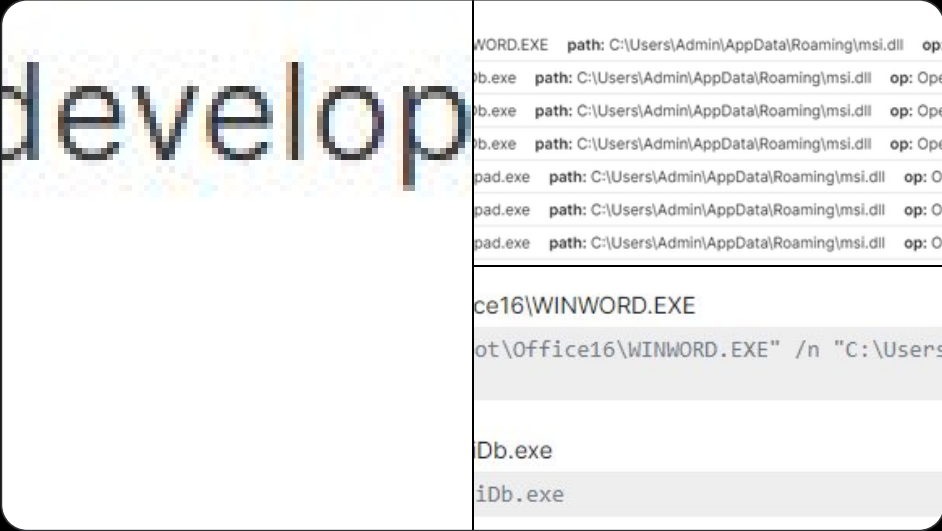 develop
WORD.EXE path: C:\Users\Admin\AppData\Roaming\msi.dll op:
Db.exe path: C:\Users\Admin\AppData\Roaming\msi.dll op: Ope
Db.exe path: C:\Users\Admin\AppData\Roaming\msi.dll op: Ope
Db.exe path: C:\Users\Admin\AppData\Roaming\msi.dll op: Ope
pad.exe path: C:\Users\Admin\AppData\Roaming\msi.dll op: O
pad.exe path: C:\Users\Admin\AppData\Roaming\msi.dll op: O
pad.exe path: C:\Users\Admin\AppData\Roaming\msi.dll op: O
ce16\WINWORD.EXE
ot\Office16\WINWORD.EXE" /n "C:\Users
iDb.exe
iDb.exe